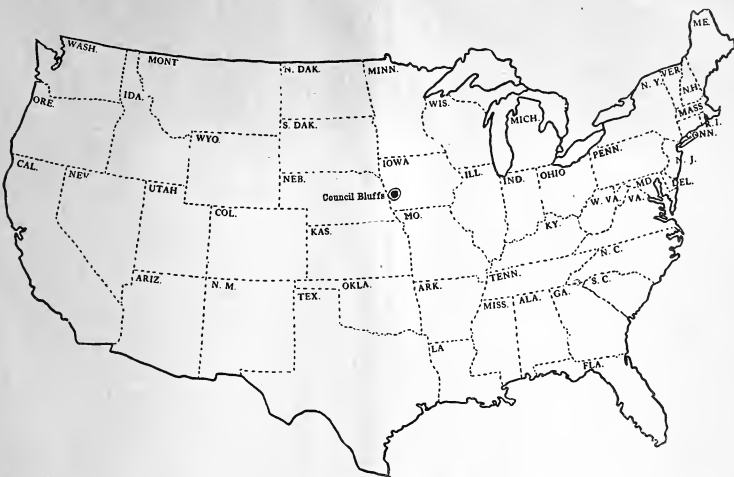 ME.
WASH.
MONT
N. DAK.
MINN.
N. Y.
VER
N.H.
ORE.
IDA.
WIS.
MICH.
MASS
R.I.
CONN.
S. DAK.
WYO.
IOWA
PENN.
CAL.
NEV
NEB.
ILL.
IND.
OHIO
N. J.
UTAH
Council Bluffs
MD.
DEL.
COL.
MO.
W. VA.
VA.
KAS.
KY.
N. C.
ARIZ.
N. M.
OKLA.
ARK.
TENN.
TEX.
MISS.
ALA.
GA.
S. C.
LA
FLA.